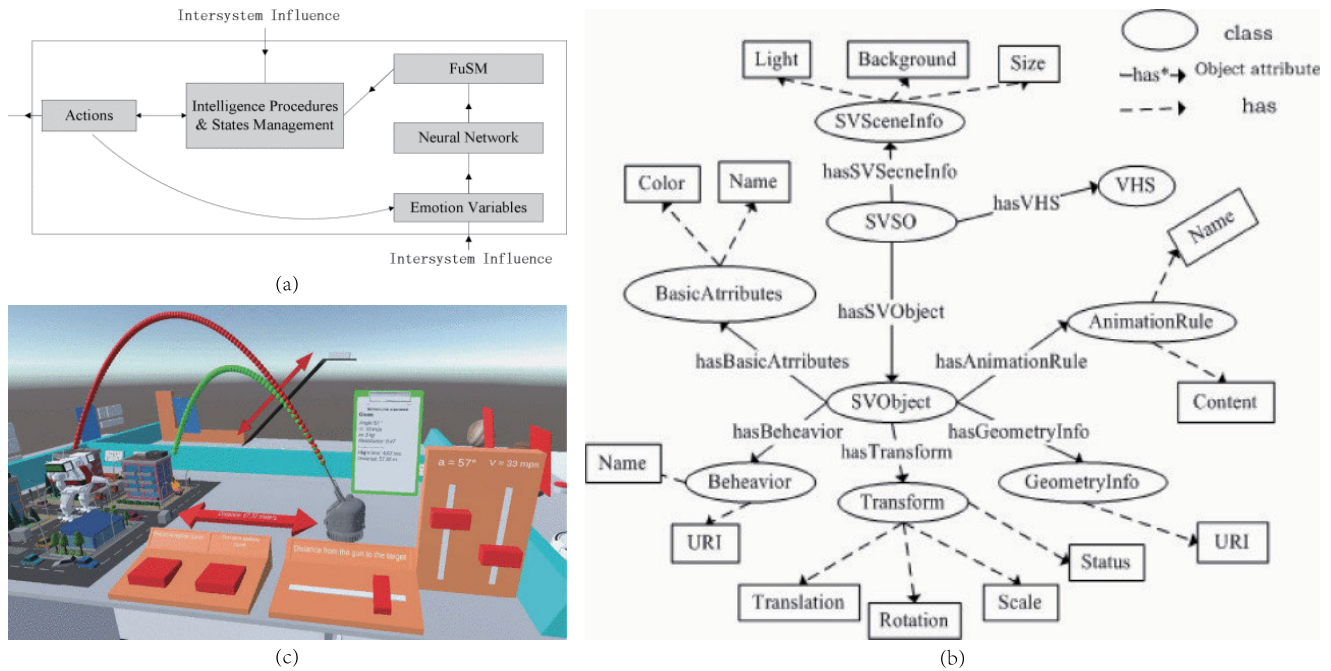 Intersystem Influence
FuSM
Intelligence Procedures
& States Management
Actions
Neural Network
Emotion Variables
Intersystem Influence
(a)
a = 57°
V = 33 mps
Distance from the gun to the target
(c)
class
has*
Object attribute
has
Light
Background
Size
SVSceneInfo
hasSVSecneInfo
Color
Name
VHS
hasVHS
SVSO
Name
BasicAtrributes
hasSVObject
AnimationRule
hasBasicAtrributes
hasAnimationRule
Content
SVObject
hasBeheavior
hasGeometryInfo
hasTransform
Name
Beheavior
GeometryInfo
Transform
URI
URI
Status
Translation
Scale
Rotation
(b)